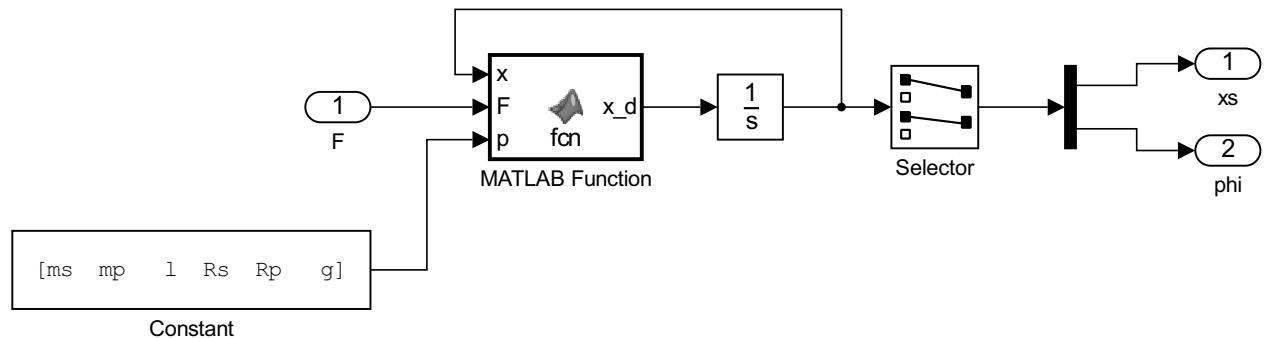 1
F
x
F
p
x_d
fcn
MATLAB Function
1
s
Selector
1
xs
2
phi
[ms mp l Rs Rp g]
Constant